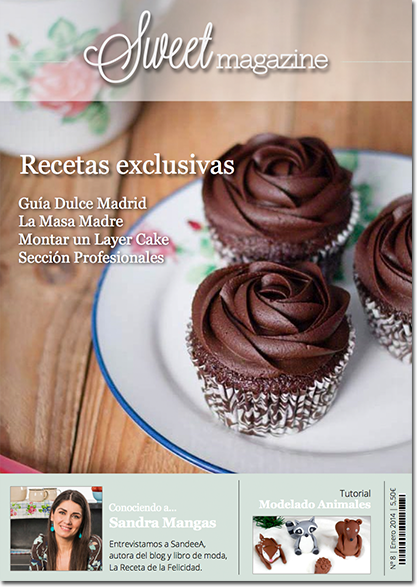 Sweet magazine
Recetas exclusivas
Guía Dulce Madrid
La Masa Madre
Montar un Layer Cake
Sección Profesionales
Conociendo a...
Sandra Mangas
Entrevistamos a SandeeA,
autora del blog y libro de moda,
La Receta de la Felicidad.
Tutorial
Modelado Animales
Nº 8 | Enero 2014 | 5,50€